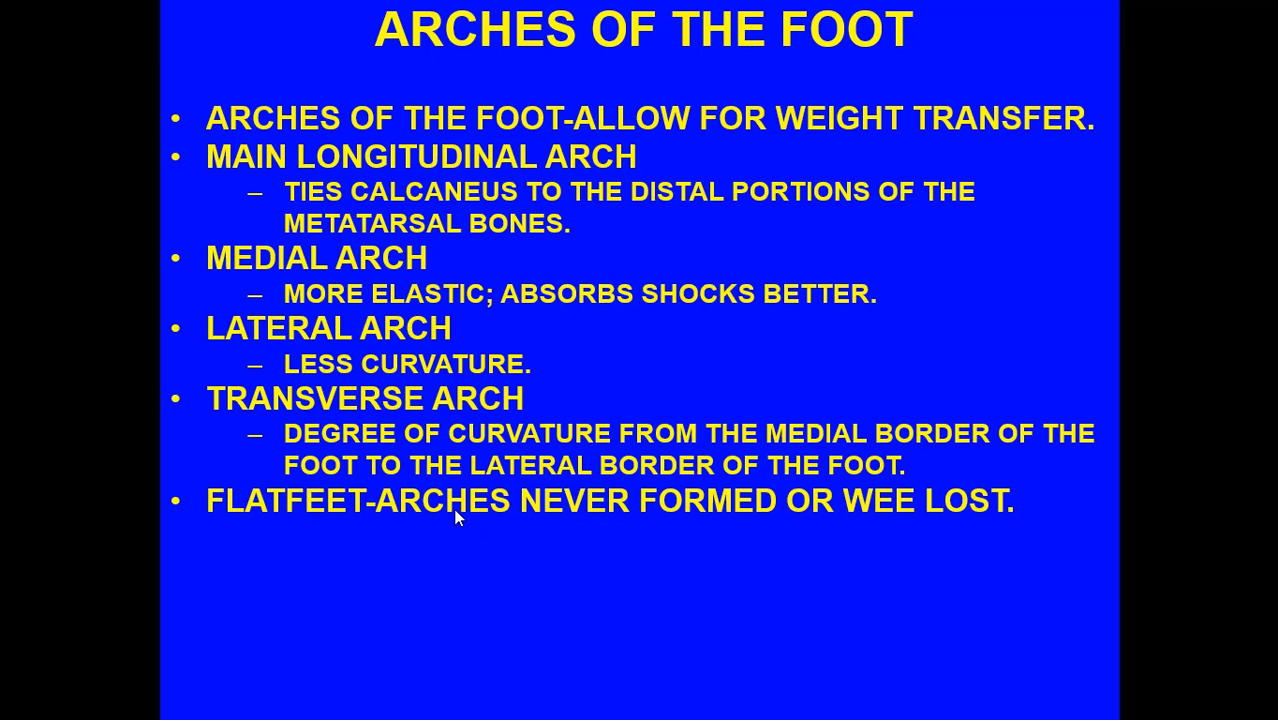 ARCHES OF THE FOOT
• ARCHES OF THE FOOT-ALLOW FOR WEIGHT TRANSFER.
• MAIN LONGITUDINAL ARCH
– TIES CALCANEUS TO THE DISTAL PORTIONS OF THE
METATARSAL BONES.
• MEDIAL ARCH
– MORE ELASTIC; ABSORBS SHOCKS BETTER.
• LATERAL ARCH
– LESS CURVATURE.
• TRANSVERSE ARCH
– DEGREE OF CURVATURE FROM THE MEDIAL BORDER OF THE
FOOT TO THE LATERAL BORDER OF THE FOOT.
• FLATFEET-ARCHES NEVER FORMED OR WEE LOST.